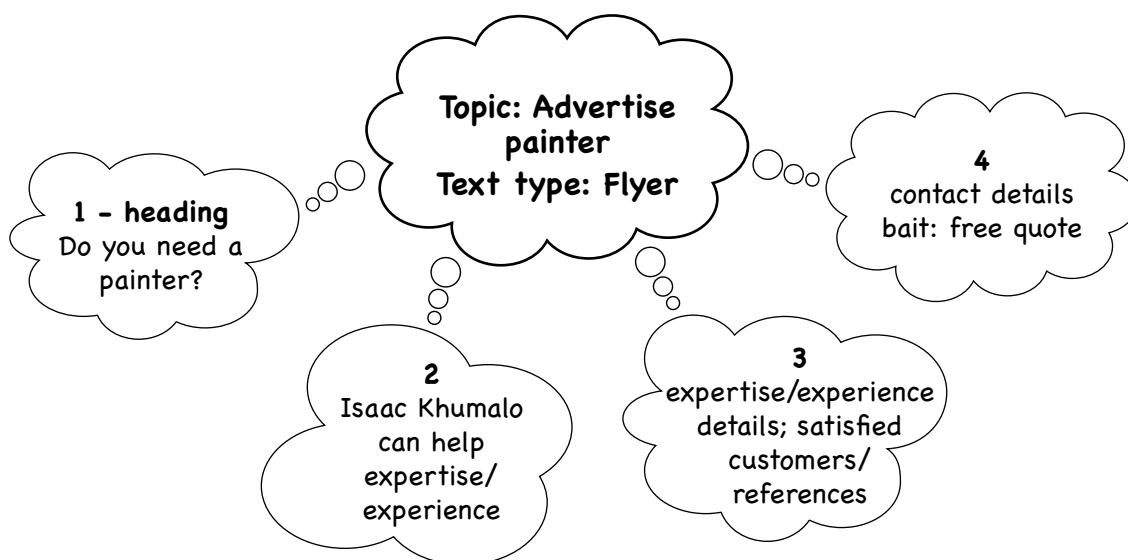 Topic: Advertise
painter
Text type: Flyer
1 – heading
Do you need a
painter?
2
Isaac Khumalo
can help
expertise/
experience
3
expertise/experience
details; satisfied
customers/
references
4
contact details
bait: free quote